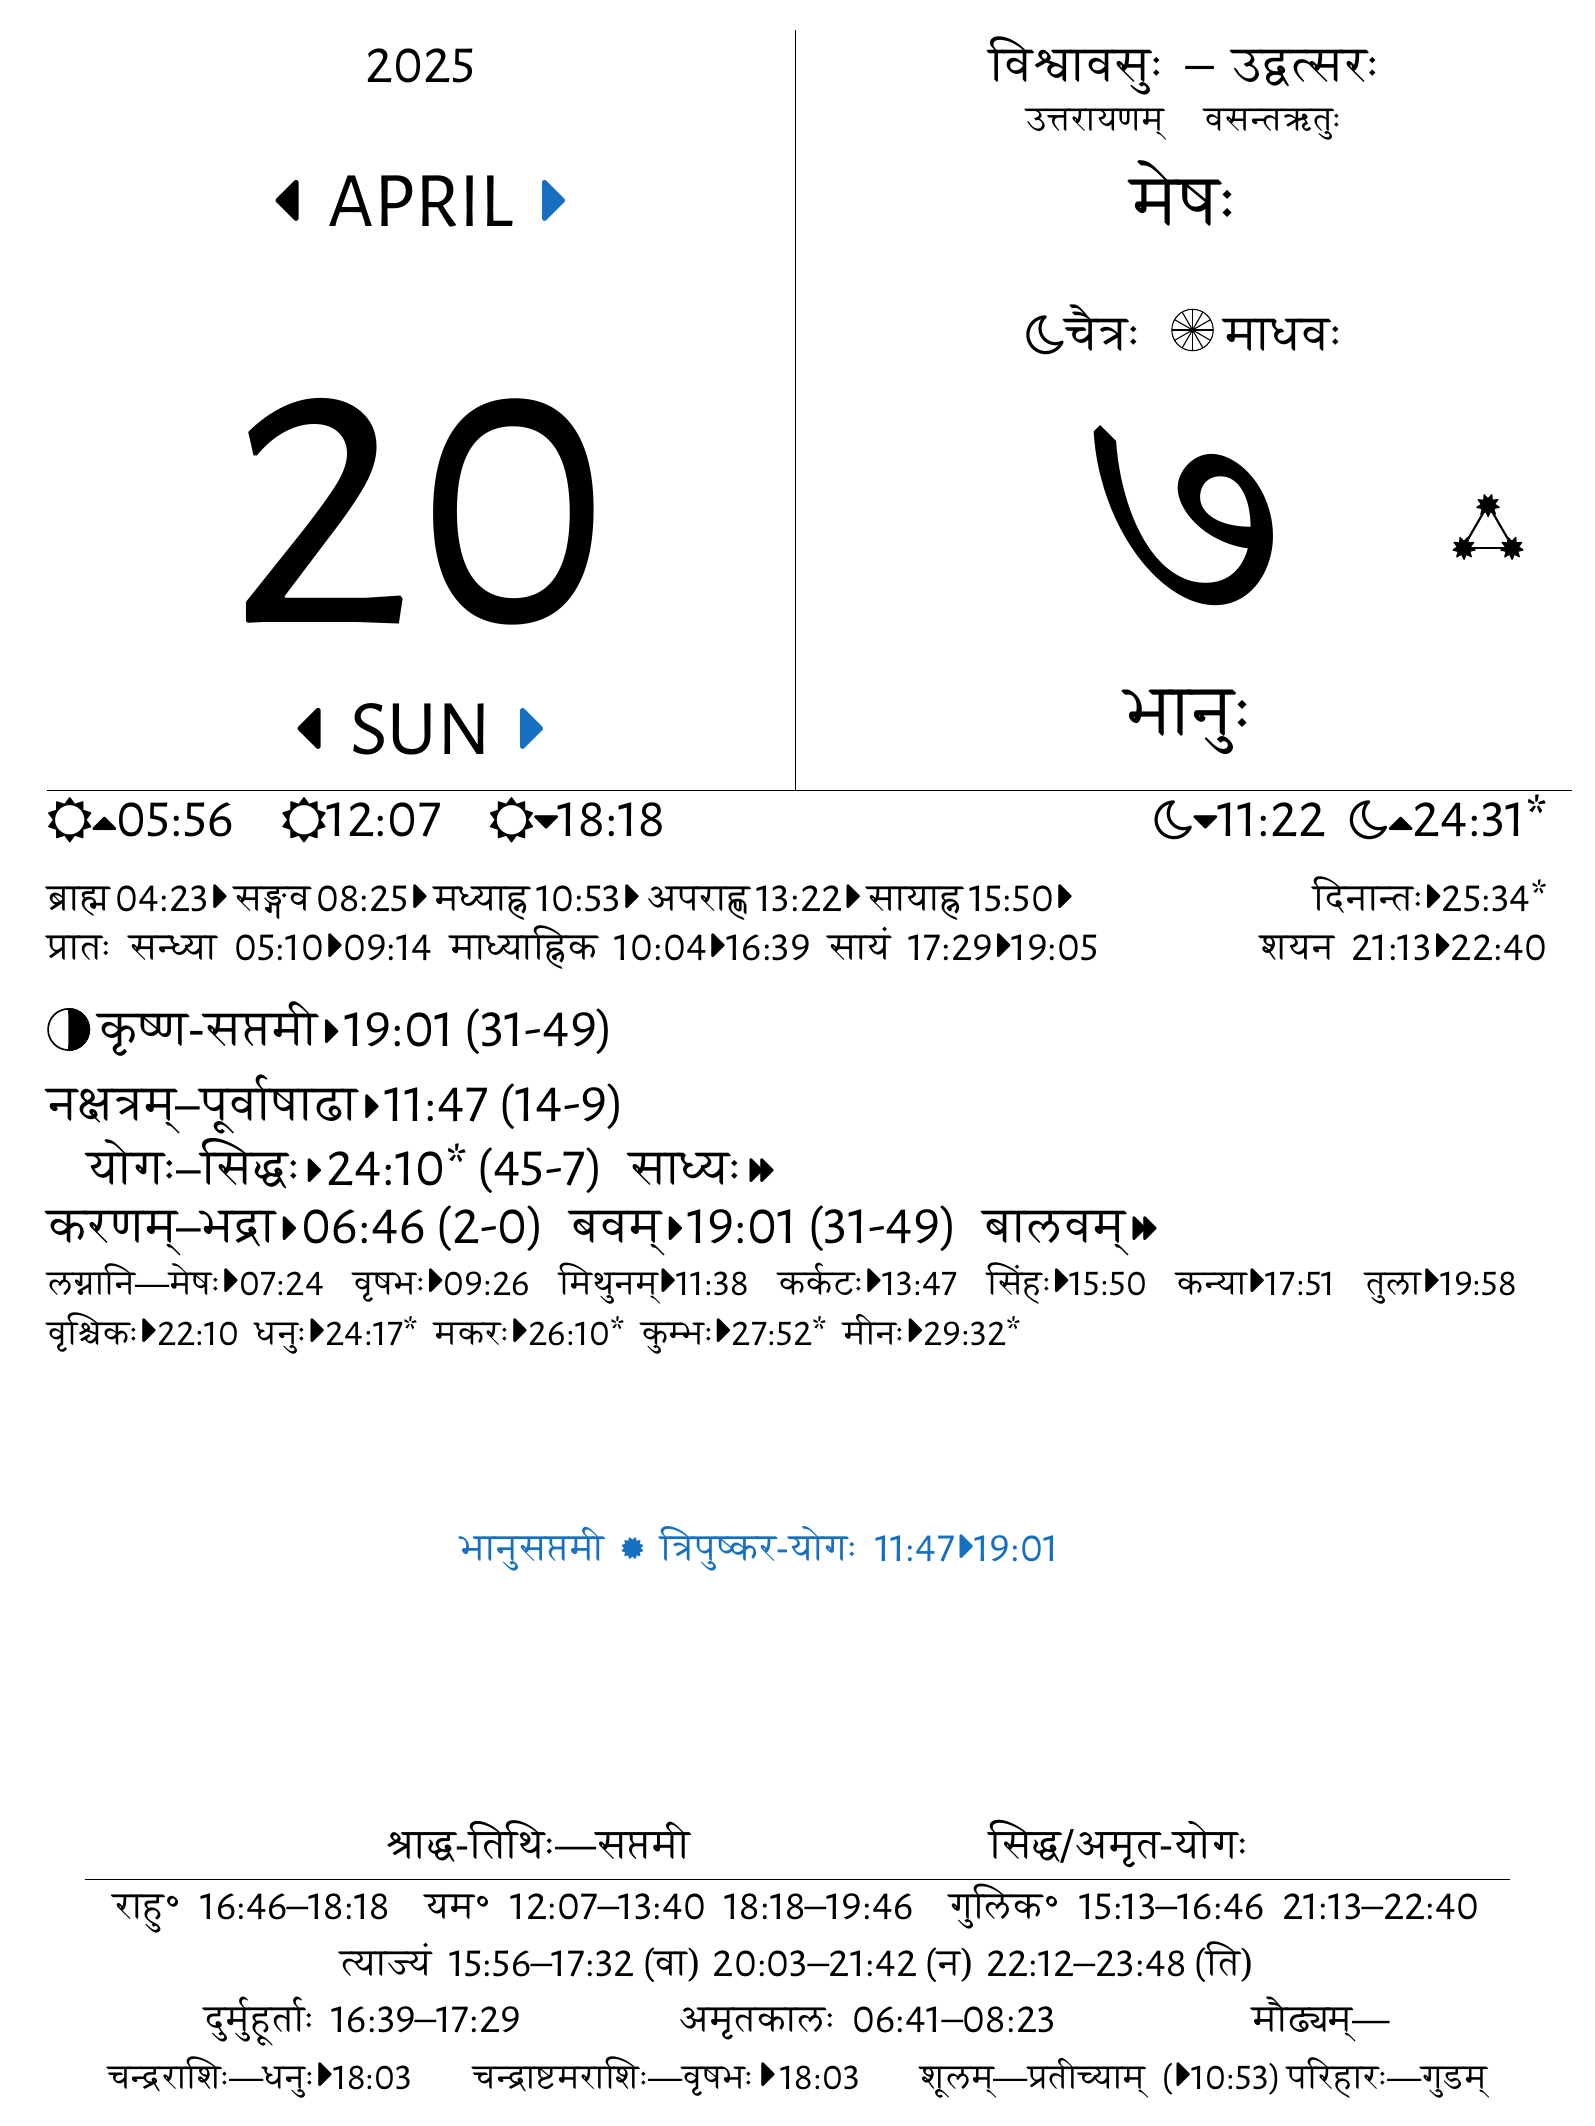 2025
APRIL
20
SUN
विश्वावसुः – उद्वत्सरः
उत्तरायणम् वसन्तऋतुः
मेषः
चैत्रः माधवः
७
भानुः
05:56 12:07 18:18 11:22 24:31*
ब्राह्म 04:23 सङ्गव 08:25 मध्याह्न 10:53 अपराह्ण 13:22 सायाह्न 15:50 दिनान्तः 25:34*
प्रातः सन्ध्या 05:10 09:14 माध्याह्निक 10:04 16:39 सायं 17:29 19:05 शयन 21:13 22:40
कृष्ण-सप्तमी 19:01 (31-49)
नक्षत्रम्–पूर्वाषाढा 11:47 (14-9)
योगः–सिद्धः 24:10* (45-7) साध्यः
करणम्–भद्रा 06:46 (2-0) बवम् 19:01 (31-49) बालवम्
लग्नानि—मेषः 07:24 वृषभः 09:26 मिथुनम् 11:38 कर्कटः 13:47 सिंहः 15:50 कन्या 17:51 तुला 19:58
वृश्चिकः 22:10 धनुः 24:17* मकरः 26:10* कुम्भः 27:52* मीनः 29:32*
भानुसप्तमी त्रिपुष्कर-योगः 11:47 19:01
श्राद्ध-तिथिः—सप्तमी सिद्ध/अमृत-योगः
राहु॰ 16:46–18:18 यम॰ 12:07–13:40 18:18–19:46 गुलिक॰ 15:13–16:46 21:13–22:40
त्याज्यं 15:56–17:32 (वा) 20:03–21:42 (न) 22:12–23:48 (ति)
दुर्मुहूर्ताः 16:39–17:29 अमृतकालः 06:41–08:23 मौढ्यम्—
चन्द्रराशिः—धनुः 18:03 चन्द्राष्टमराशिः—वृषभः 18:03 शूलम्—प्रतीच्याम् ( 10:53) परिहारः—गुडम्